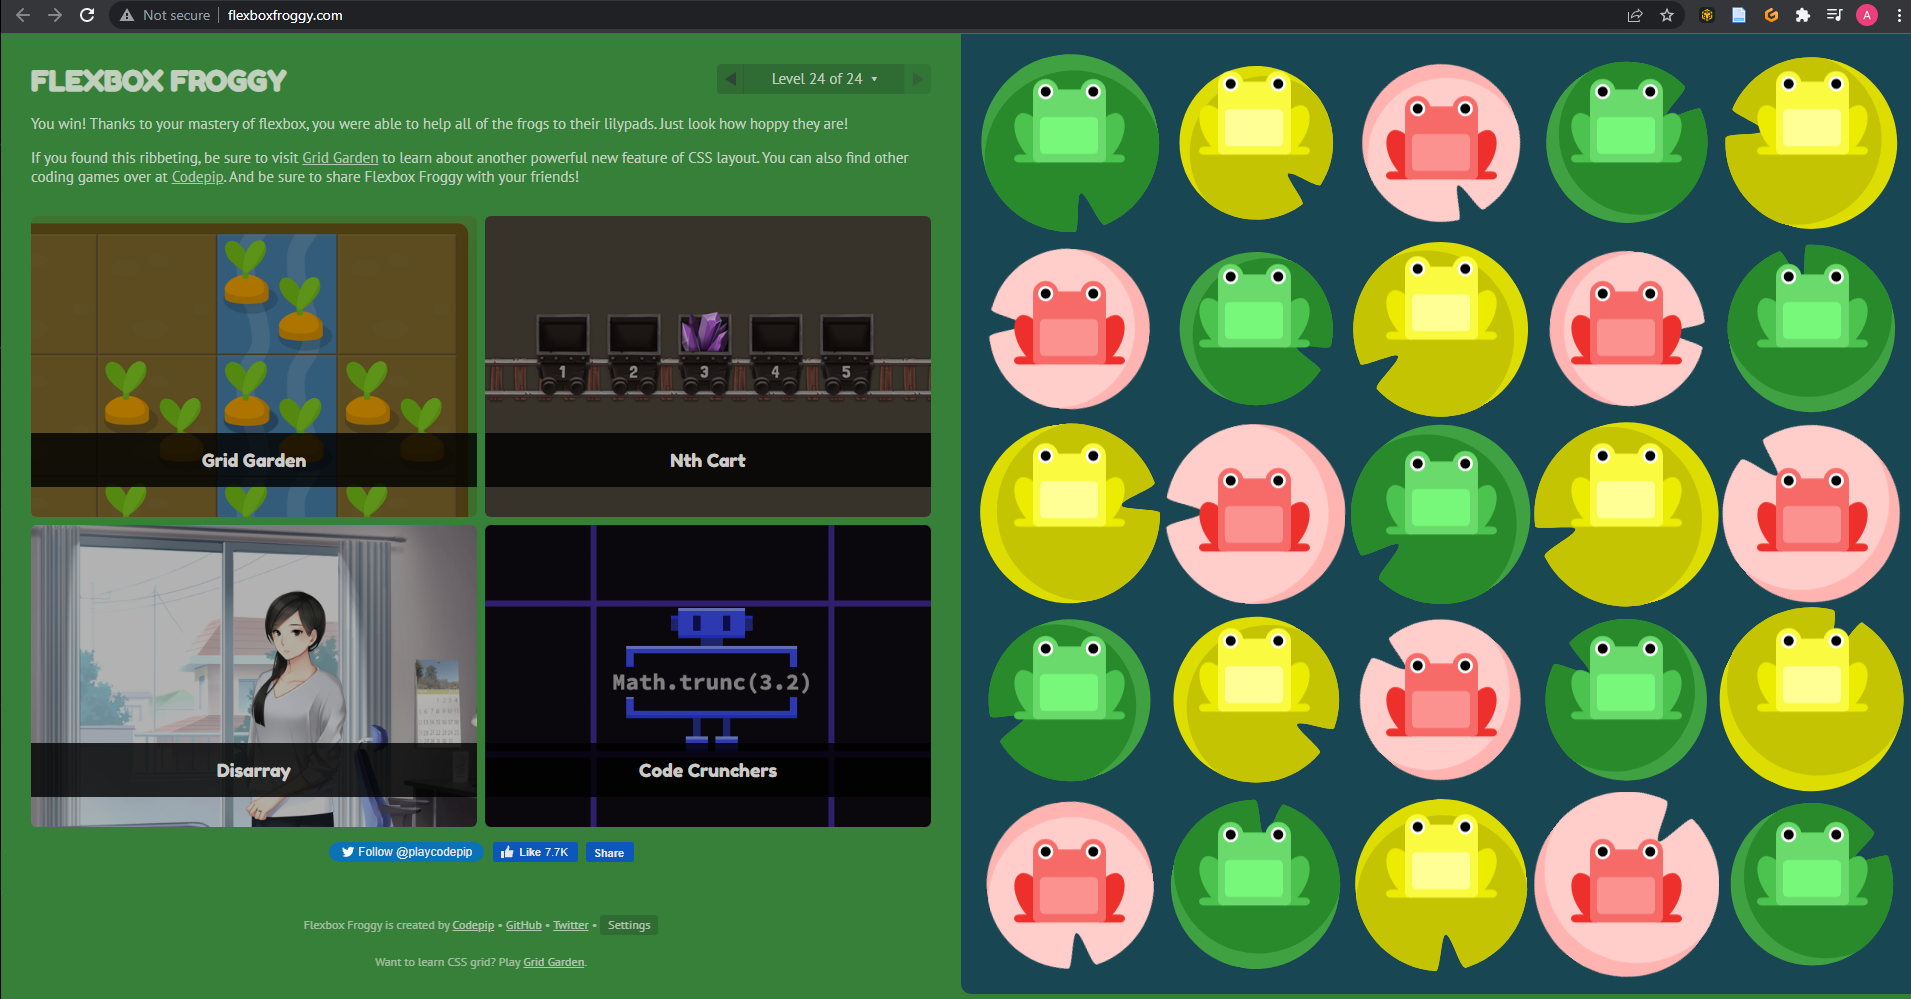 Not secure
flexboxfroggy.com
A
FLEXBOX FROGGY
Level 24 of 24
You win! Thanks to your mastery of flexbox, you were able to help all of the frogs to their lilypads. Just look how hoppy they are!
If you found this ribbeting, be sure to visit Grid Garden to learn about another powerful new feature of CSS layout. You can also find other
coding games over at Codepip. And be sure to share Flexbox Froggy with your friends!
1 2 3 4 5
Grid Garden
Nth Cart
Math.trunc(3.2)
Disarray
Code Crunchers
Follow @playcodepip
Like 7.7K
Share
Flexbox Froggy is created by Codepip • GitHub • Twitter • Settings
Want to learn CSS grid? Play Grid Garden.